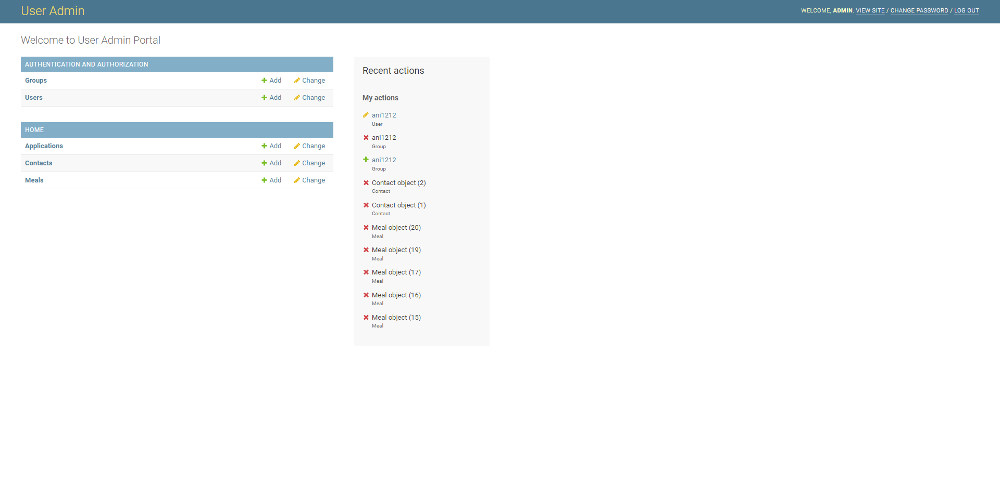 User Admin
WELCOME, ADMIN. VIEW SITE / CHANGE PASSWORD / LOG OUT
Welcome to User Admin Portal
AUTHENTICATION AND AUTHORIZATION
Groups Add Change
Users Add Change
HOME
Applications Add Change
Contacts Add Change
Meals Add Change
Recent actions
My actions
ani1212
User
ani1212
Group
ani1212
Group
Contact object (2)
Contact
Contact object (1)
Contact
Meal object (20)
Meal
Meal object (19)
Meal
Meal object (17)
Meal
Meal object (16)
Meal
Meal object (15)
Meal